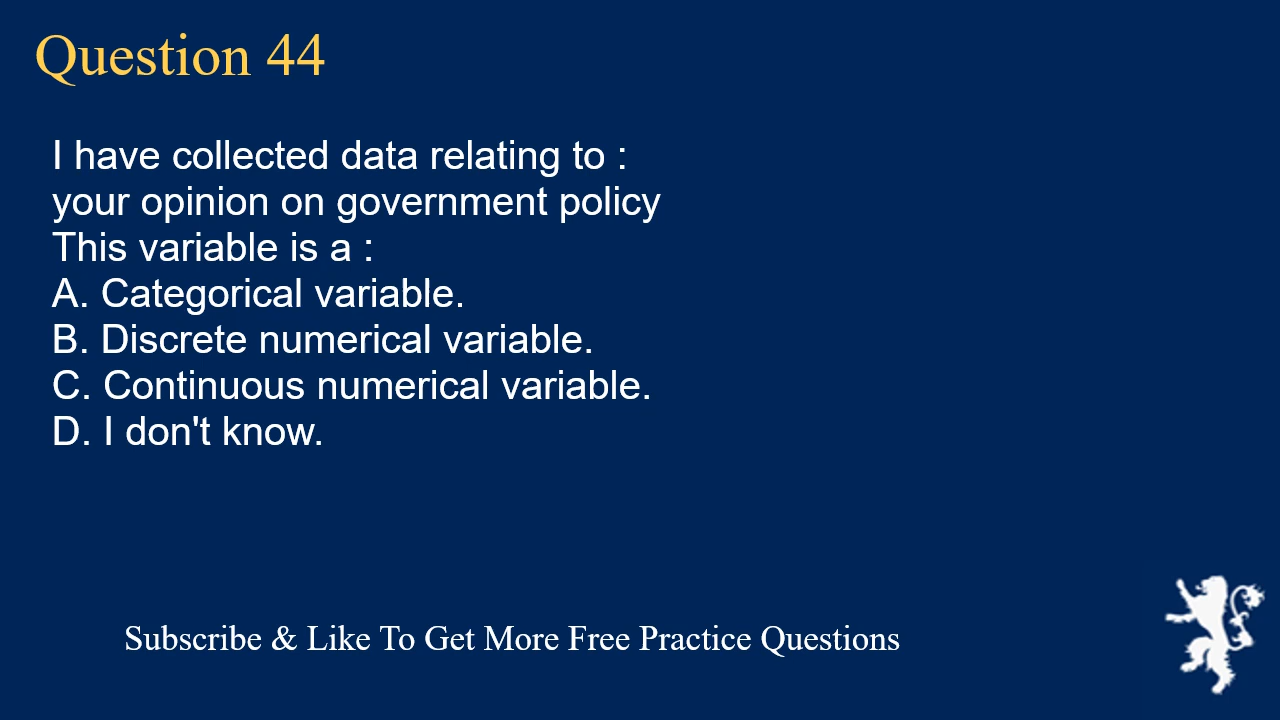 Question 44
I have collected data relating to :
your opinion on government policy
This variable is a :
A. Categorical variable.
B. Discrete numerical variable.
C. Continuous numerical variable.
D. I don't know.
Subscribe & Like To Get More Free Practice Questions